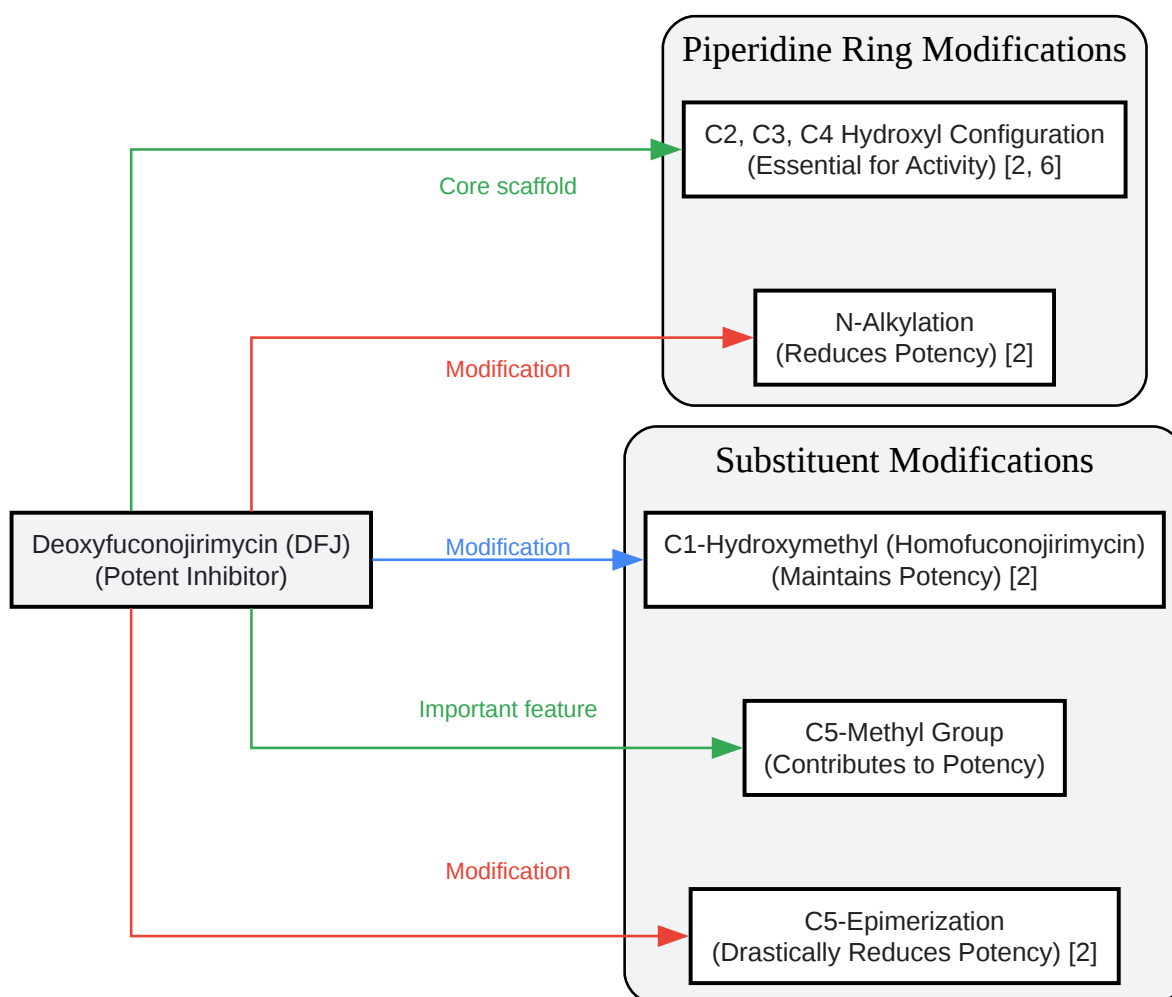 Piperidine Ring Modifications
C2, C3, C4 Hydroxyl Configuration
(Essential for Activity) [2, 6]
Core scaffold
N-Alkylation
(Reduces Potency) [2]
Modification
Substituent Modifications
Deoxyfuconojirimycin (DFJ)
(Potent Inhibitor)
Modification
C1-Hydroxymethyl (Homofuconojirimycin)
(Maintains Potency) [2]
Important feature
C5-Methyl Group
(Contributes to Potency)
Modification
C5-Epimerization
(Drastically Reduces Potency) [2]